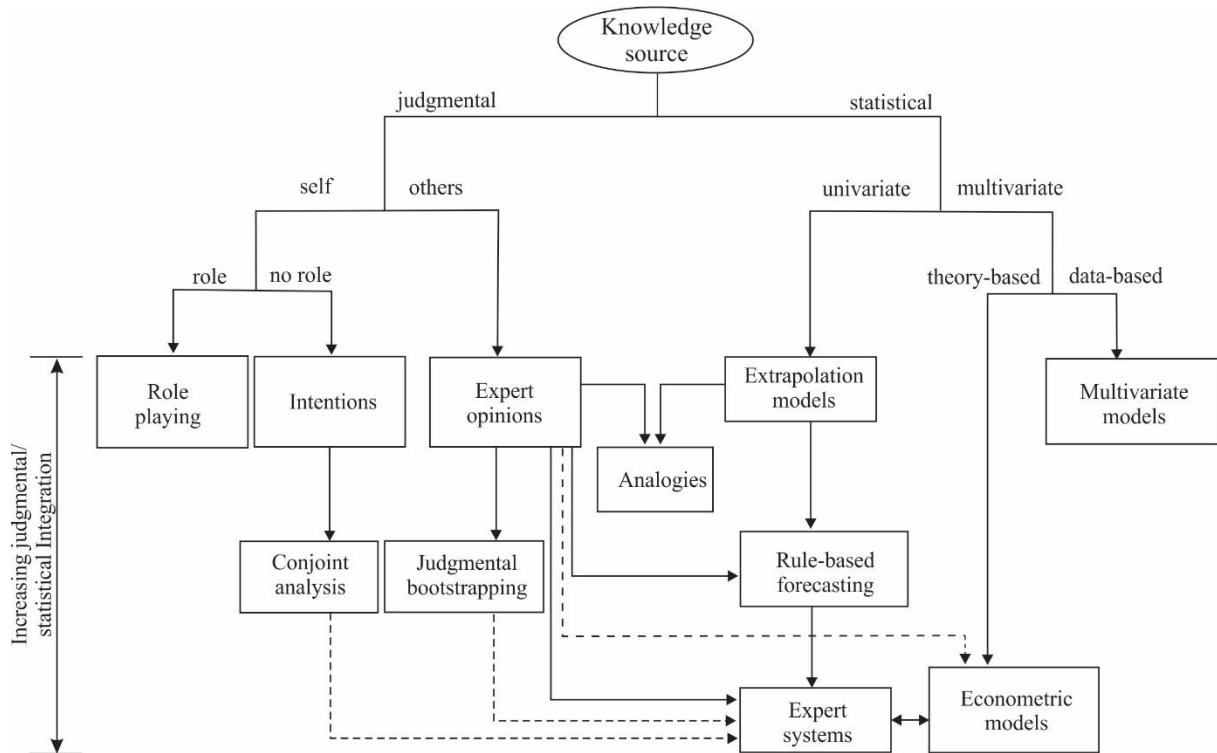 Knowledge
source
judgmental
statistical
self
others
univariate
multivariate
role
no role
theory-based
data-based
Role
playing
Intentions
Expert
opinions
Extrapolation
models
Multivariate
models
Analogies
Increasing judgmental/
statistical Integration
Conjoint
analysis
Judgmental
bootstrapping
Rule-based
forecasting
Expert
systems
Econometric
models